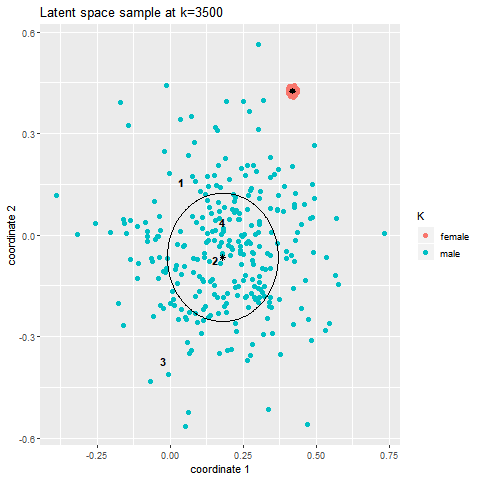 Latent space sample at k=3500
0.6
0.3
0.0
-0.3
-0.6
coordinate 2
1
4
2
3
-0.25
0.00
0.25
0.50
0.75
coordinate 1
K
female
male